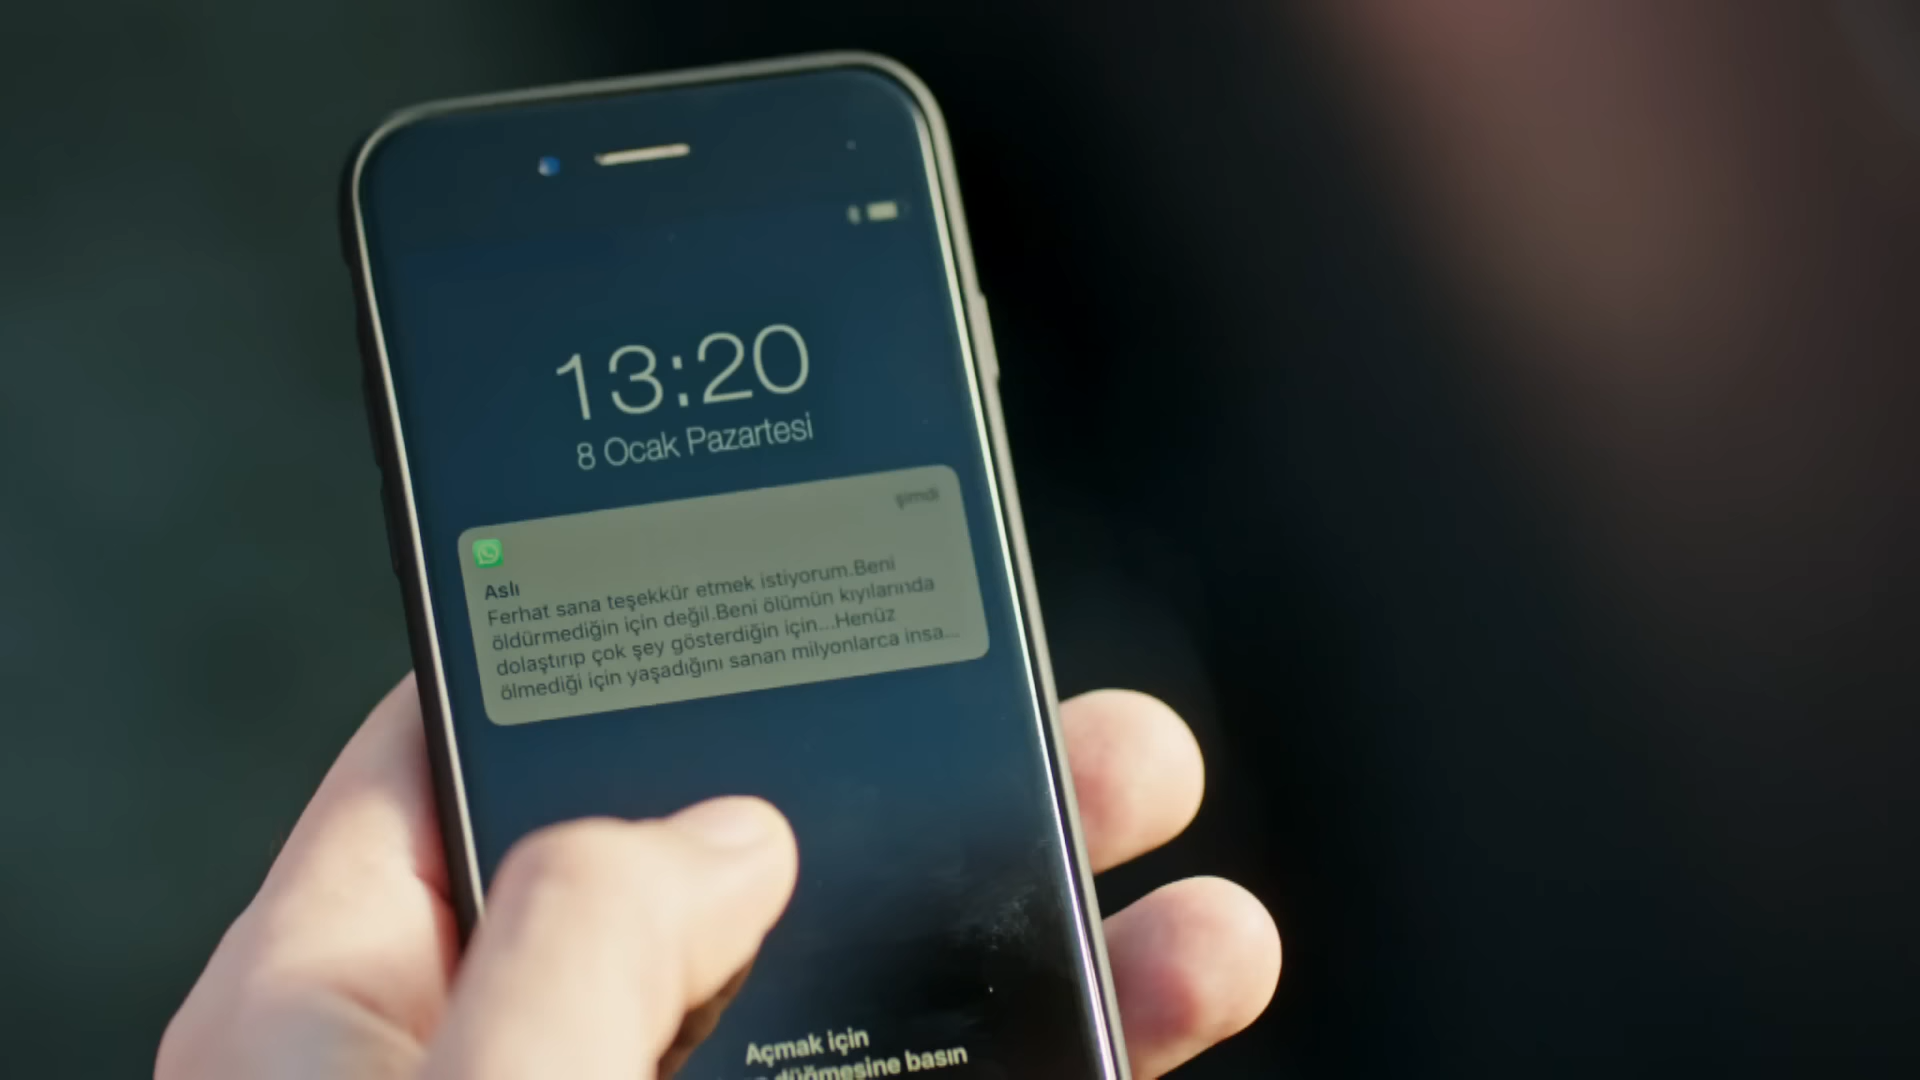 13:20
8 Ocak Pazartesi
şimdi
Aslı
Ferhat sana teşekkür etmek istiyorum.Beni
öldürmediğin için değil.Beni ölümün kıyılarında
dolaştırıp çok şey gösterdiğin için...Henüz
ölmediği için yaşadığını sanan milyonlarca insa...
Açmak için
düğmesine basın